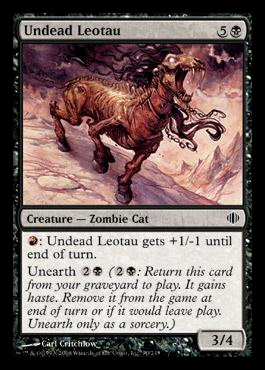 Undead Leotau 5
Creature — Zombie Cat
: Undead Leotau gets +1/-1 until
end of turn.
Unearth 2 ( 2 : Return this card
from your graveyard to play. It gains
haste. Remove it from the game at
end of turn or if it would leave play.
Unearth only as a sorcery.)
Carl Critchlow
3/4